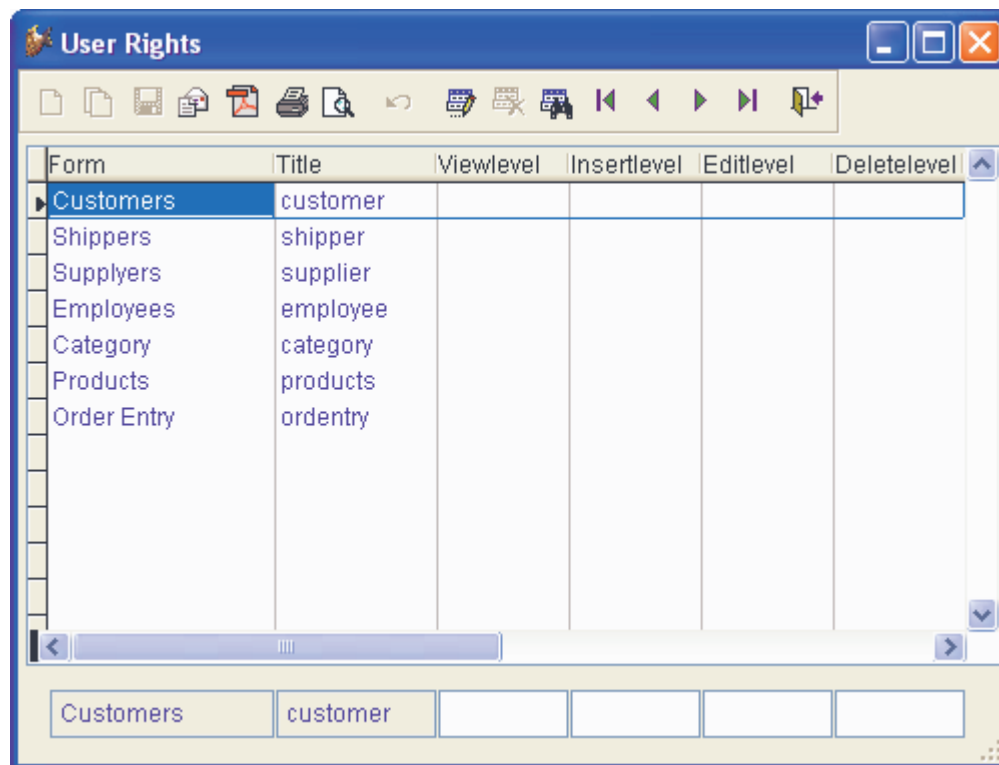 User Rights
Form Title Viewlevel Insertlevel Editlevel Deletelevel
Customers customer
Shippers shipper
Supplyers supplier
Employees employee
Category category
Products products
Order Entry ordentry
Customers customer